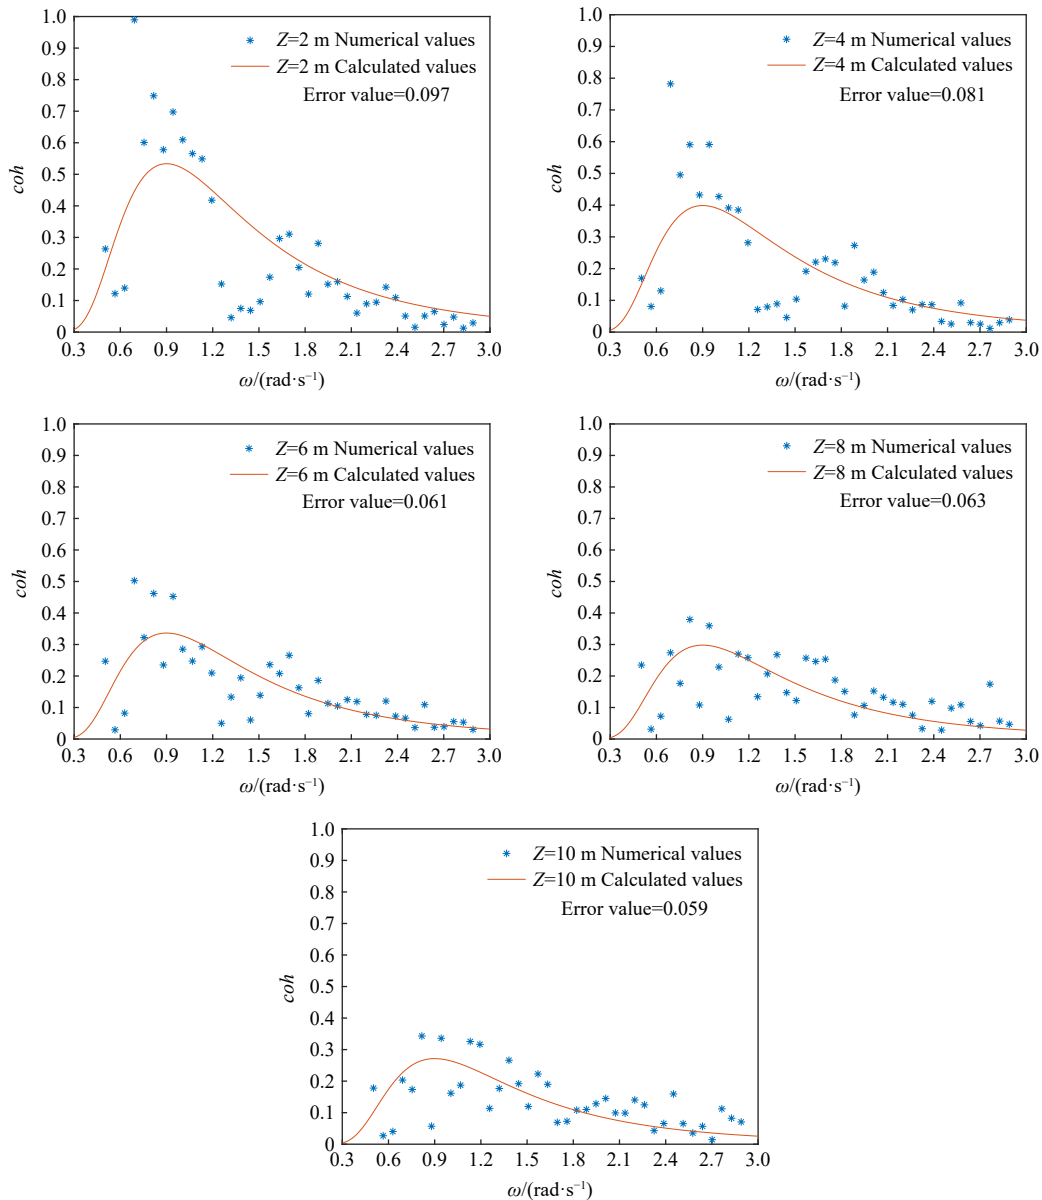 1.0
0.9
0.8
0.7
0.6
0.5
0.4
0.3
0.2
0.1
0
coh
Z=2 m Numerical values
Z=2 m Calculated values
Error value=0.097
0.3 0.6 0.9 1.2 1.5 1.8 2.1 2.4 2.7 3.0
ω/(rad·s⁻¹)
1.0
0.9
0.8
0.7
0.6
0.5
0.4
0.3
0.2
0.1
0
coh
Z=4 m Numerical values
Z=4 m Calculated values
Error value=0.081
0.3 0.6 0.9 1.2 1.5 1.8 2.1 2.4 2.7 3.0
ω/(rad·s⁻¹)
1.0
0.9
0.8
0.7
0.6
0.5
0.4
0.3
0.2
0.1
0
coh
Z=6 m Numerical values
Z=6 m Calculated values
Error value=0.061
0.3 0.6 0.9 1.2 1.5 1.8 2.1 2.4 2.7 3.0
ω/(rad·s⁻¹)
1.0
0.9
0.8
0.7
0.6
0.5
0.4
0.3
0.2
0.1
0
coh
Z=8 m Numerical values
Z=8 m Calculated values
Error value=0.063
0.3 0.6 0.9 1.2 1.5 1.8 2.1 2.4 2.7 3.0
ω/(rad·s⁻¹)
1.0
0.9
0.8
0.7
0.6
0.5
0.4
0.3
0.2
0.1
0
coh
Z=10 m Numerical values
Z=10 m Calculated values
Error value=0.059
0.3 0.6 0.9 1.2 1.5 1.8 2.1 2.4 2.7 3.0
ω/(rad·s⁻¹)